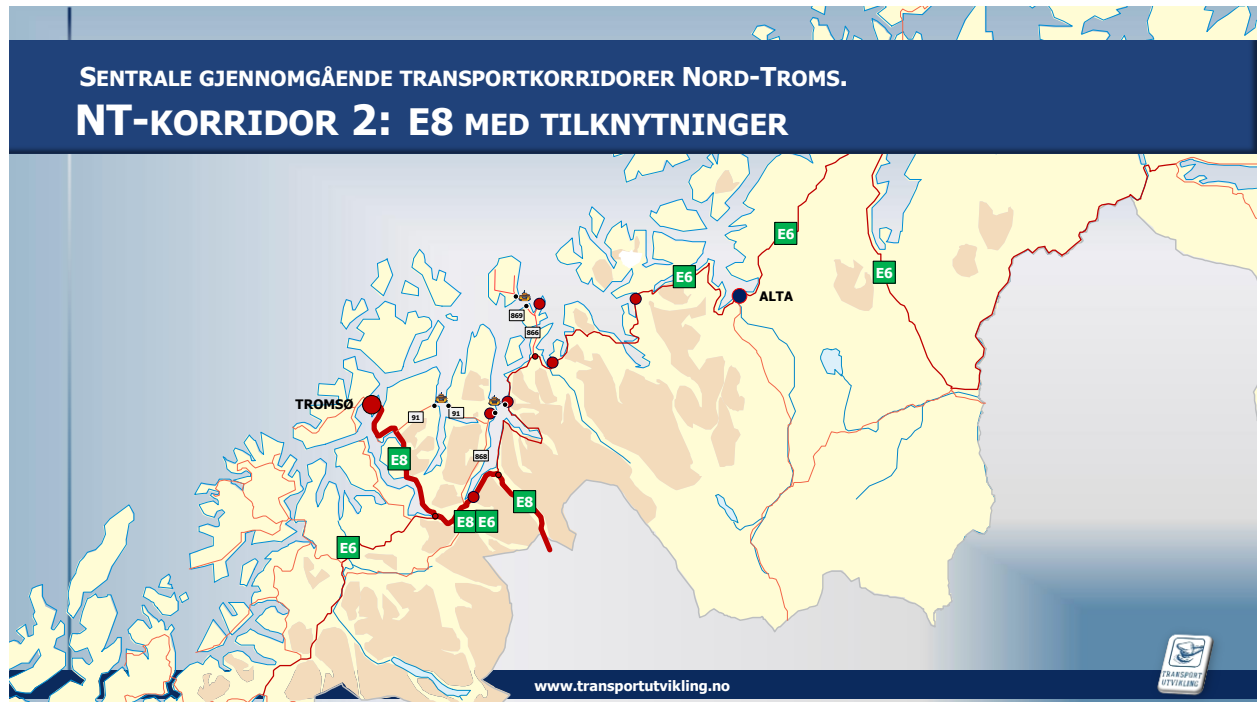 SENTRALE GJENNOMGÅENDE TRANSPORTKORRIDORER NORD-TROMS.
NT-KORRIDOR 2: E8 MED TILKNYTNINGER
E6
E6
E6
ALTA
869
866
TROMSØ
91
91
868
E8
E8
E8 E6
E6
TRANSPORT
UTVIKLING
www.transportutvikling.no